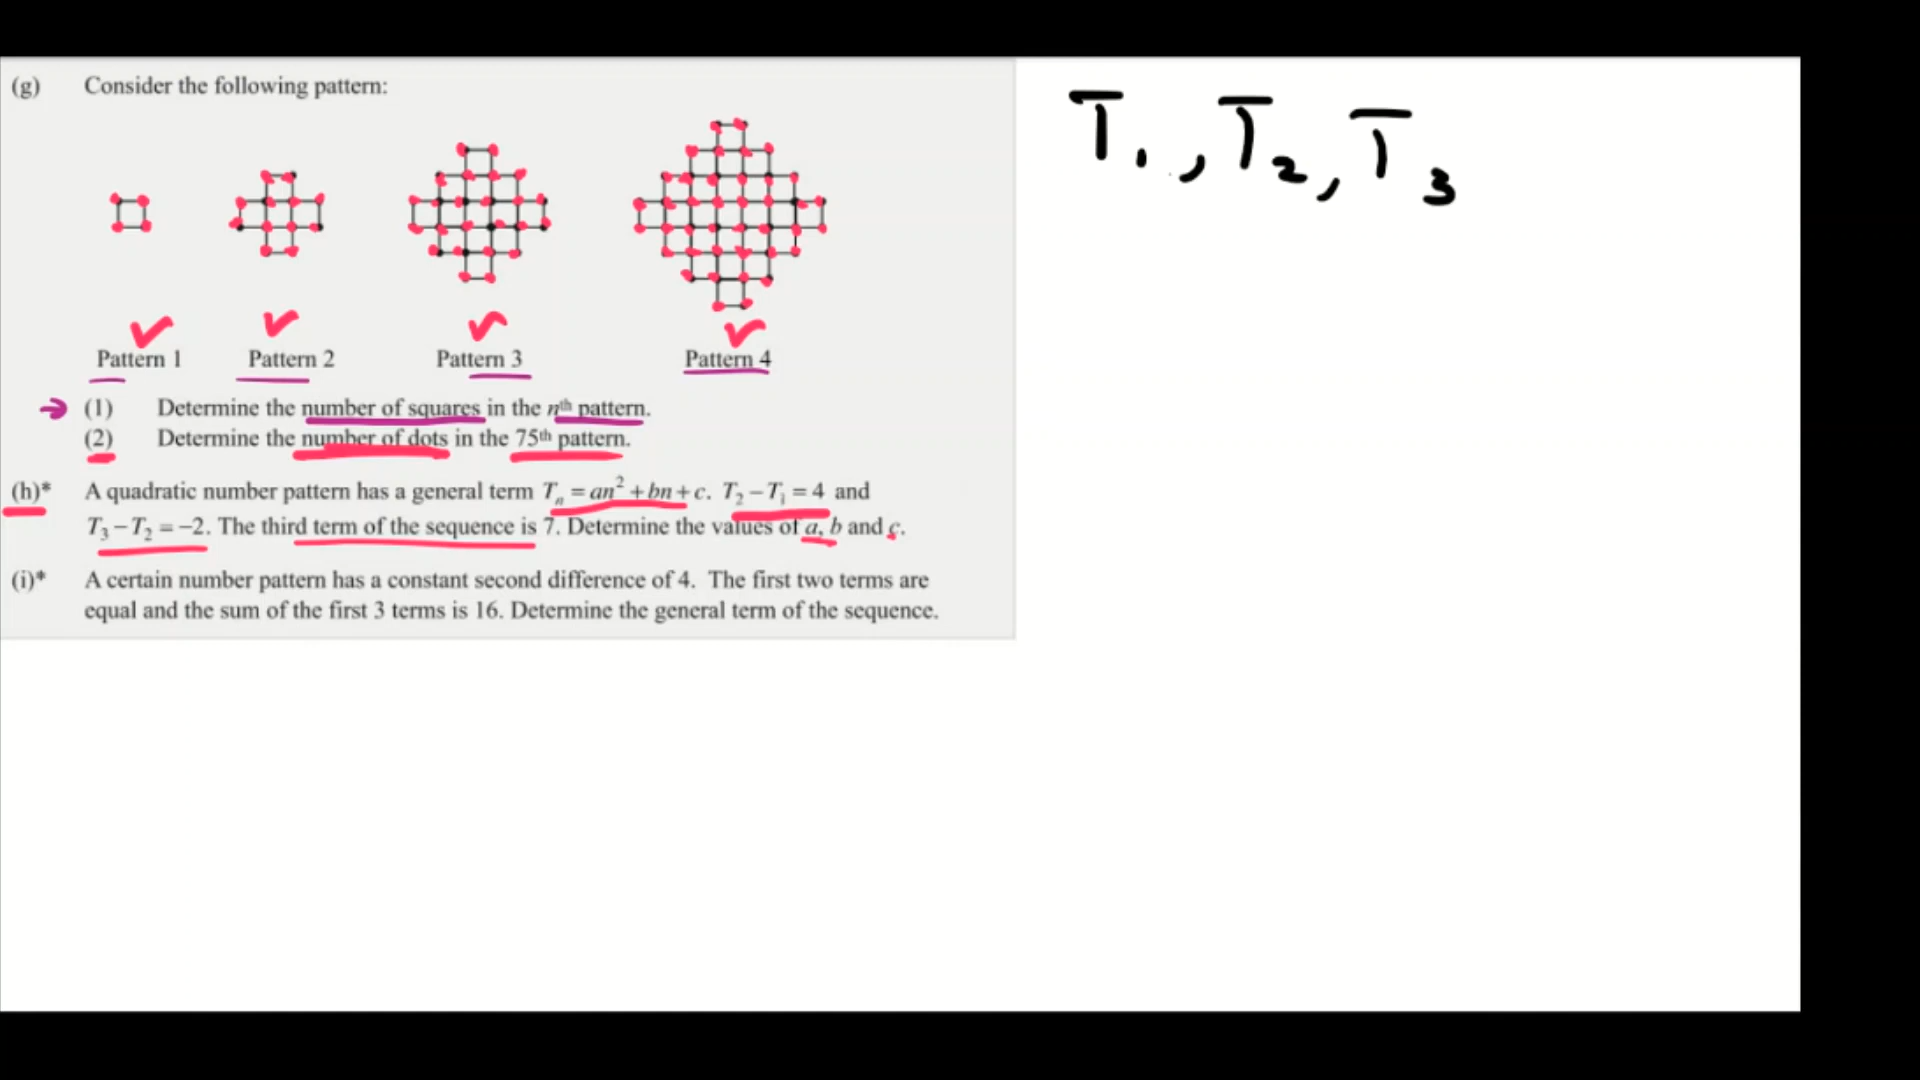 (g) Consider the following pattern:
T₁, T₂, T₃
Pattern 1 Pattern 2 Pattern 3 Pattern 4
(1) Determine the number of squares in the nᵗʰ pattern.
(2) Determine the number of dots in the 75ᵗʰ pattern.
(h)* A quadratic number pattern has a general term Tₙ = an² + bn + c. T₂ − T₁ = 4 and
T₃ − T₂ = −2. The third term of the sequence is 7. Determine the values of a, b and c.
(i)* A certain number pattern has a constant second difference of 4. The first two terms are
equal and the sum of the first 3 terms is 16. Determine the general term of the sequence.